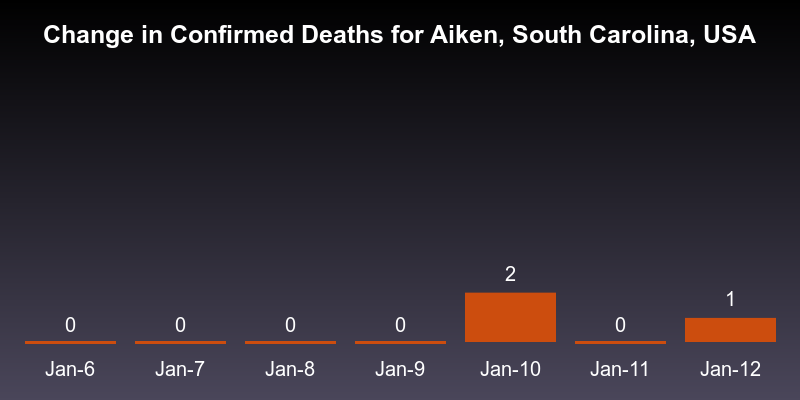 Change in Confirmed Deaths for Aiken, South Carolina, USA
0 0 0 0 2 0 1
Jan-6 Jan-7 Jan-8 Jan-9 Jan-10 Jan-11 Jan-12